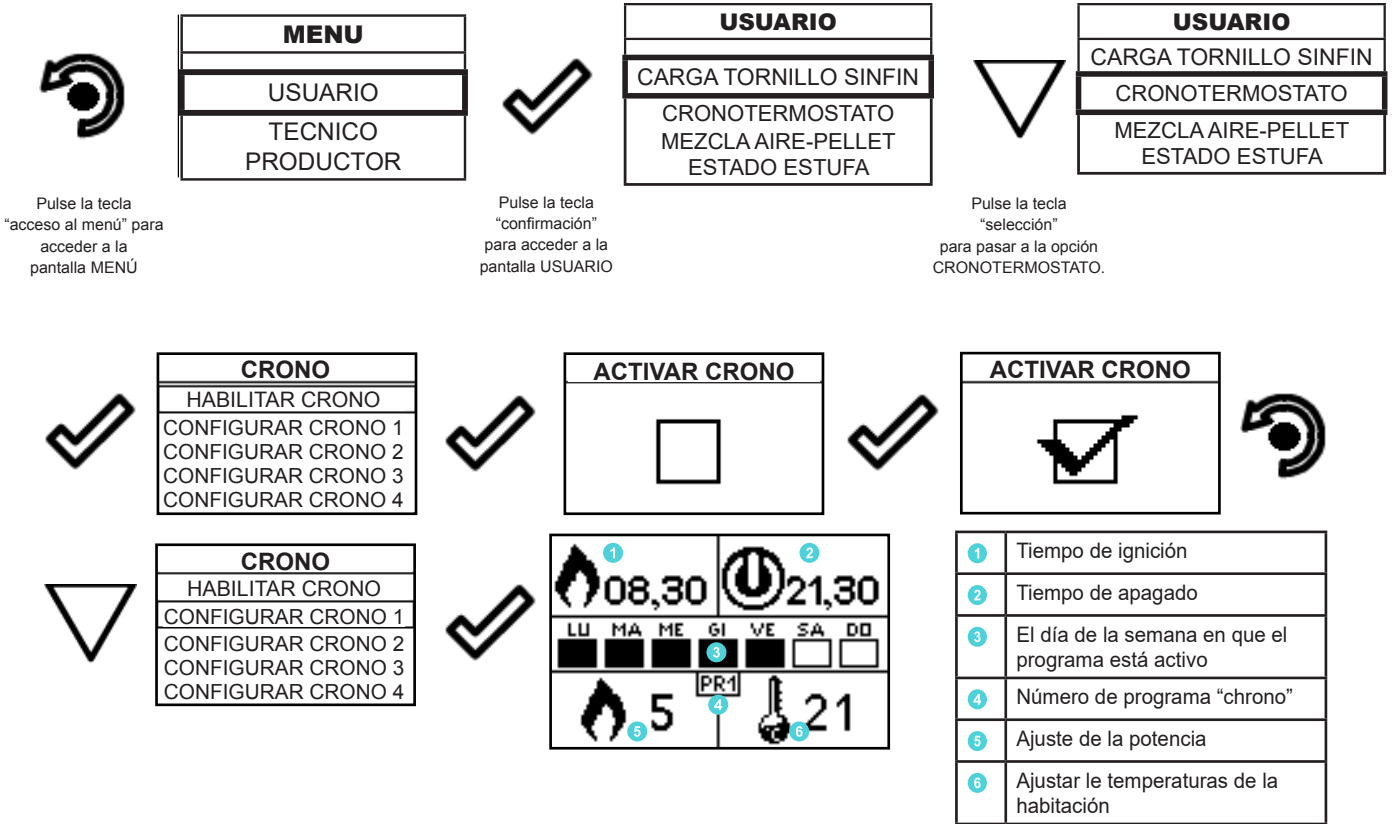 MENU
USUARIO
TECNICO
PRODUCTOR
Pulse la tecla
“acceso al menú” para
acceder a la
pantalla MENÚ
USUARIO
CARGA TORNILLO SINFIN
CRONOTERMOSTATO
MEZCLA AIRE-PELLET
ESTADO ESTUFA
Pulse la tecla
“confirmación”
para acceder a la
pantalla USUARIO
USUARIO
CARGA TORNILLO SINFIN
CRONOTERMOSTATO
MEZCLA AIRE-PELLET
ESTADO ESTUFA
Pulse la tecla
“selección”
para pasar a la opción
CRONOTERMOSTATO.
CRONO
HABILITAR CRONO
CONFIGURAR CRONO 1
CONFIGURAR CRONO 2
CONFIGURAR CRONO 3
CONFIGURAR CRONO 4
ACTIVAR CRONO
ACTIVAR CRONO
CRONO
HABILITAR CRONO
CONFIGURAR CRONO 1
CONFIGURAR CRONO 2
CONFIGURAR CRONO 3
CONFIGURAR CRONO 4
1 2
08,30 21,30
LU MA ME GI VE SA DO
3
PR1
4
5 5 6 21
1 Tiempo de ignición
2 Tiempo de apagado
3 El día de la semana en que el
programa está activo
4 Número de programa “chrono”
5 Ajuste de la potencia
6 Ajustar le temperaturas de la
habitación